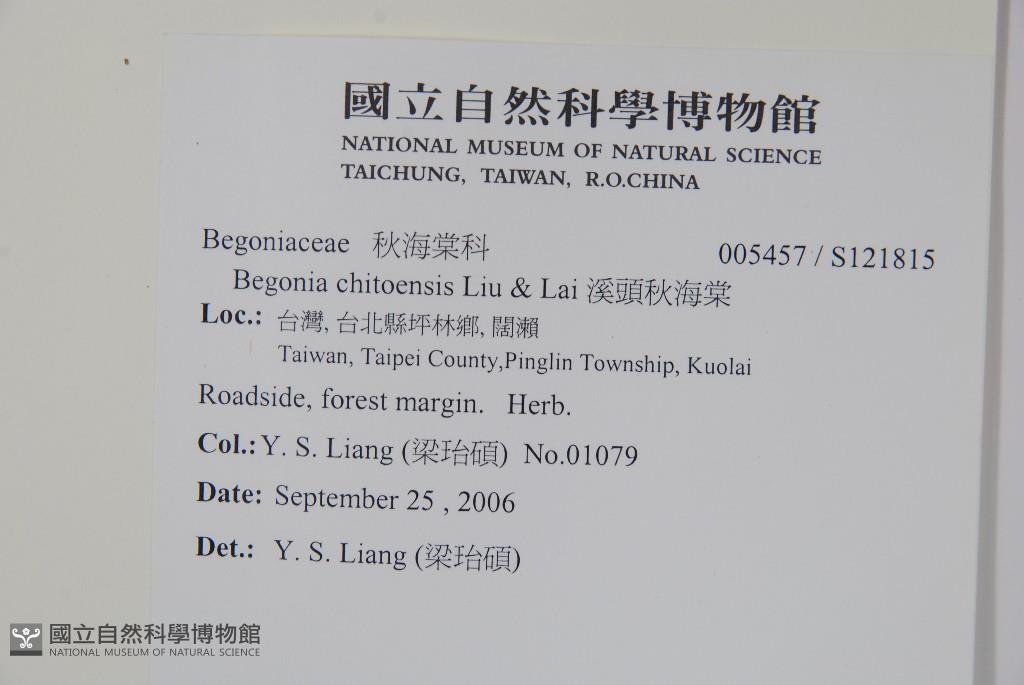 國立自然科學博物館
NATIONAL MUSEUM OF NATURAL SCIENCE
TAICHUNG, TAIWAN, R.O.CHINA
Begoniaceae 秋海棠科 005457 / S121815
Begonia chitoensis Liu & Lai 溪頭秋海棠
Loc.: 台灣, 台北縣坪林鄉, 闊瀨
Taiwan, Taipei County,Pinglin Township, Kuolai
Roadside, forest margin. Herb.
Col.: Y. S. Liang (梁珆碩) No.01079
Date: September 25 , 2006
Det.: Y. S. Liang (梁珆碩)
國立自然科學博物館
NATIONAL MUSEUM OF NATURAL SCIENCE